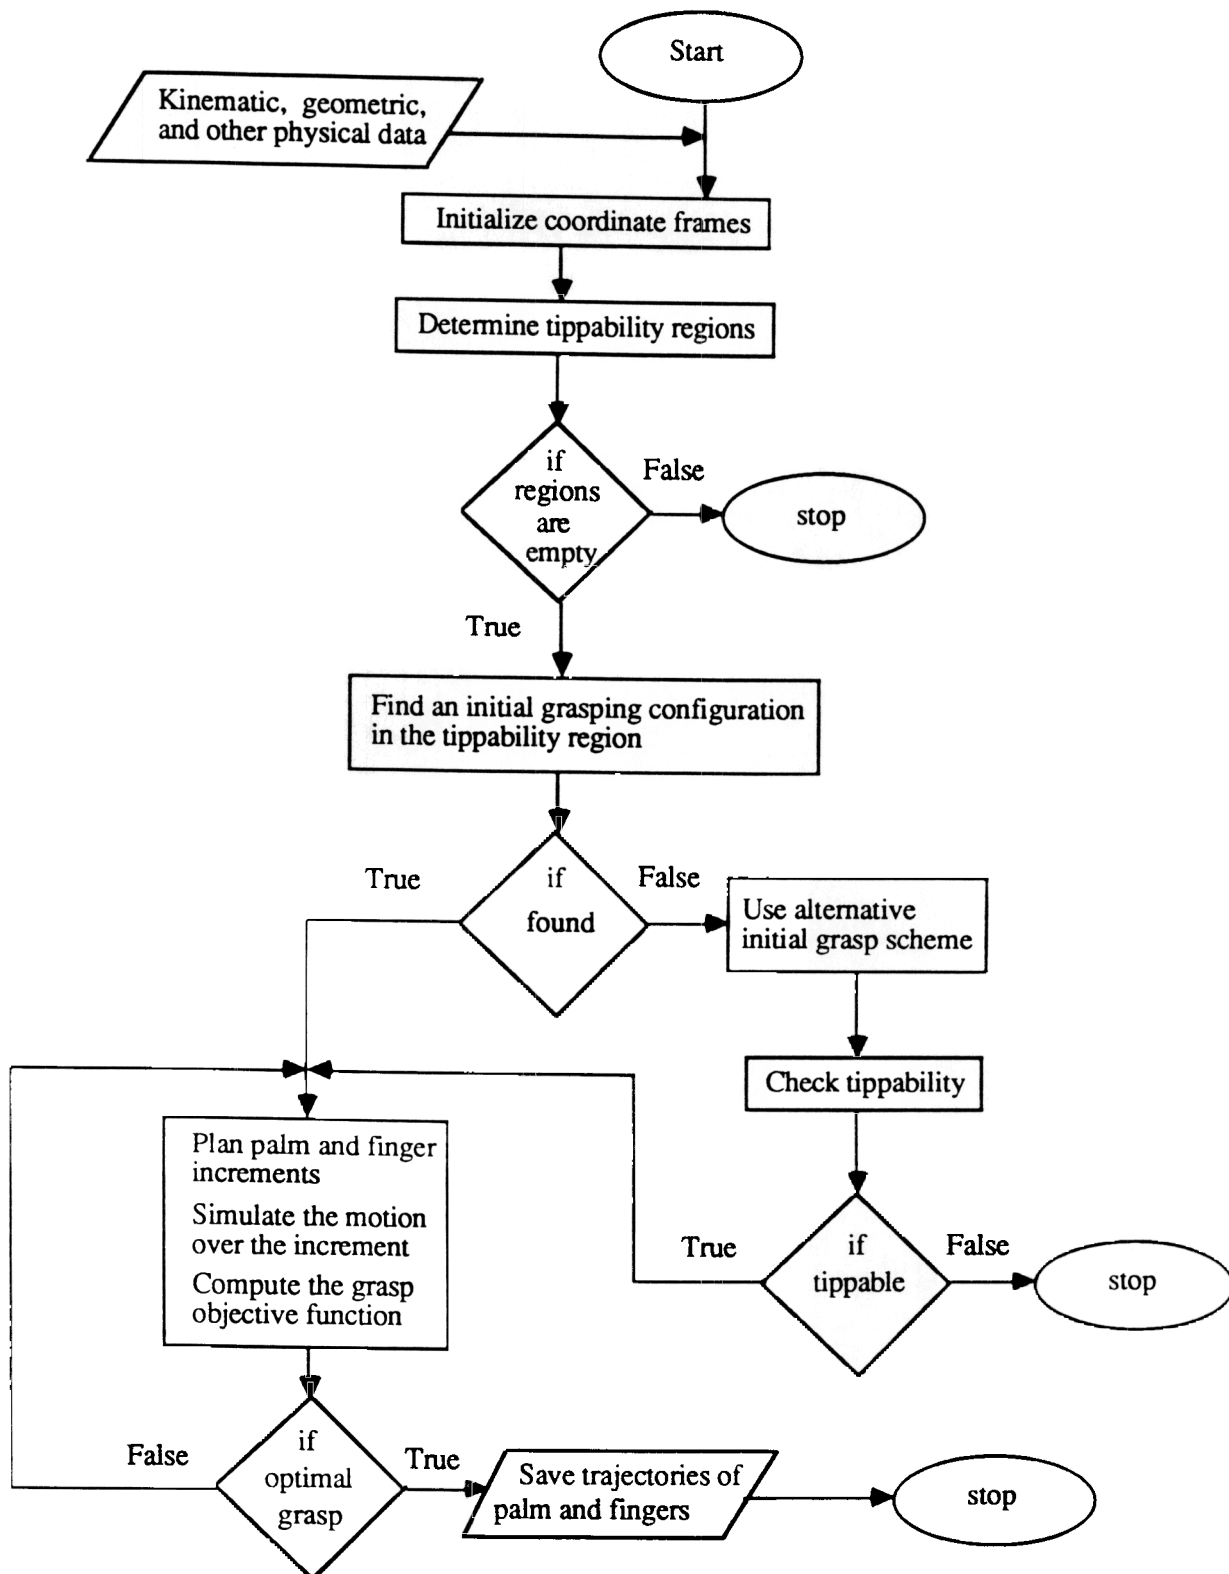 Start
Kinematic, geometric,
and other physical data
Initialize coordinate frames
Determine tippability regions
if
regions
are
empty
False
stop
True
Find an initial grasping configuration
in the tippability region
True
if
found
False
Use alternative
initial grasp scheme
Check tippability
Plan palm and finger
increments
Simulate the motion
over the increment
Compute the grasp
objective function
True
if
tippable
False
stop
False
if
optimal
grasp
True
Save trajectories of
palm and fingers
stop